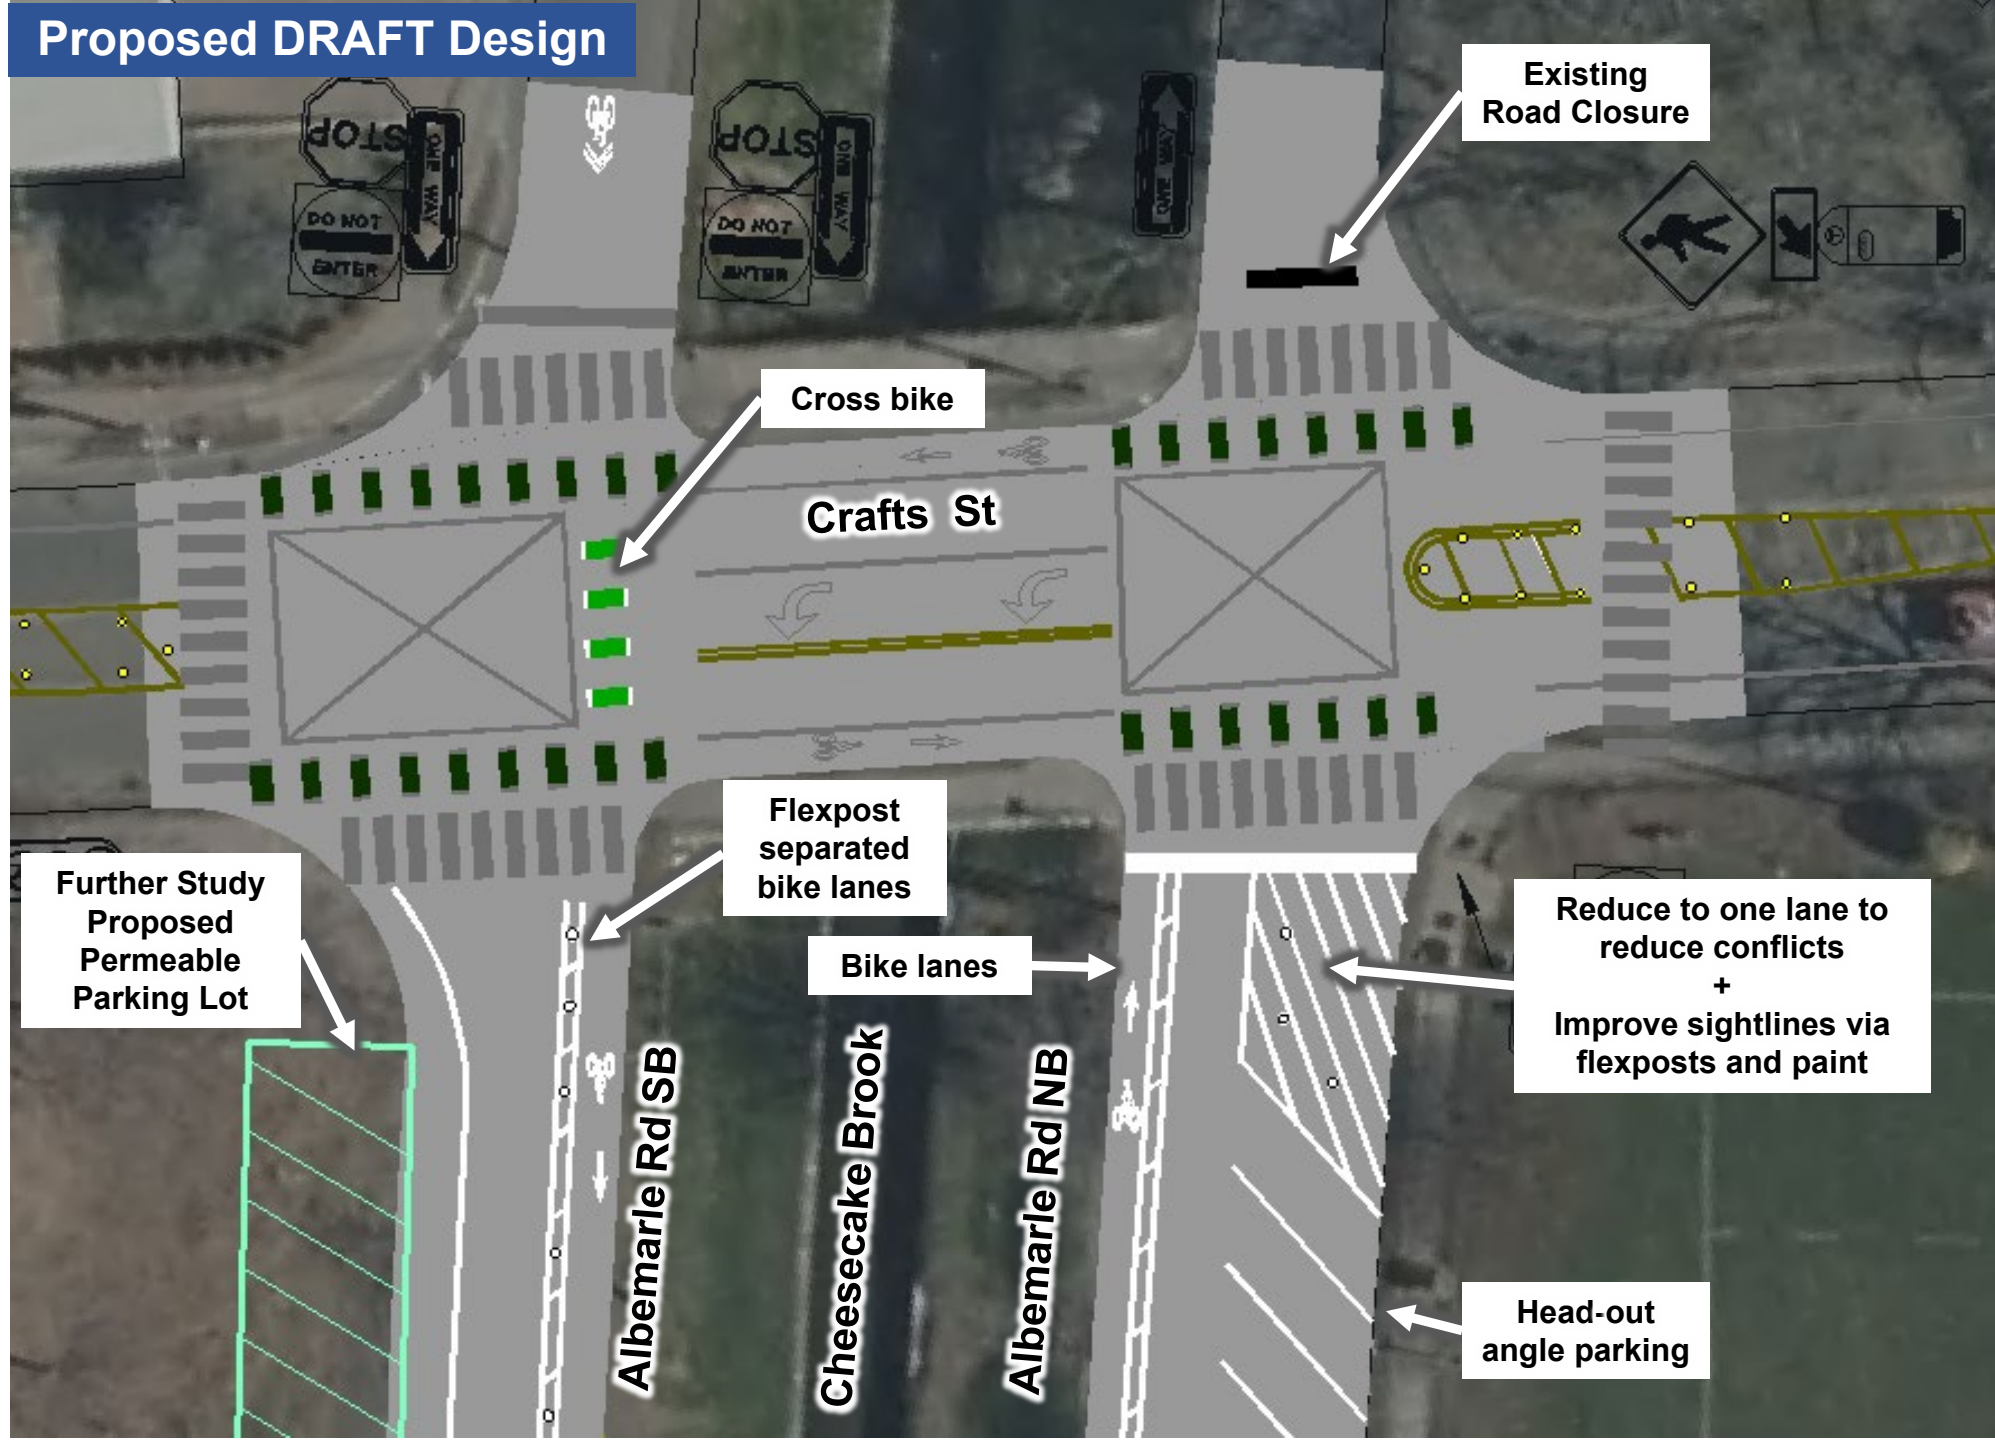 Proposed DRAFT Design
Existing
Road Closure
STOP
ONE WAY
DO NOT
ENTER
STOP
ONE WAY
DO NOT
ENTER
ONE WAY
Cross bike
Crafts St
Flexpost
separated
bike lanes
Further Study
Proposed
Permeable
Parking Lot
Bike lanes
Reduce to one lane to
reduce conflicts
+
Improve sightlines via
flexposts and paint
Albemarle Rd SB
Cheesecake Brook
Albemarle Rd NB
Head-out
angle parking